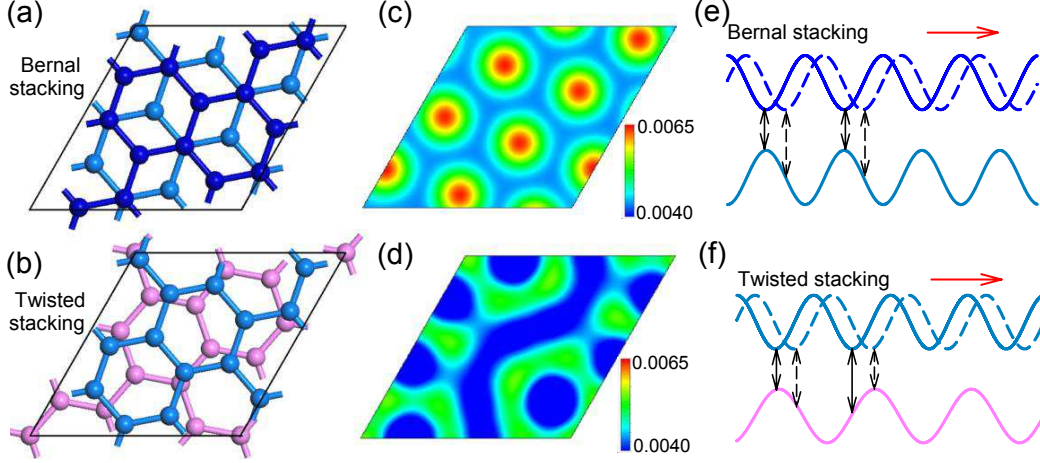 (a)
Bernal
stacking
(c)
0.0065
0.0040
(e)
Bernal stacking
(b)
Twisted
stacking
(d)
0.0065
0.0040
(f)
Twisted stacking